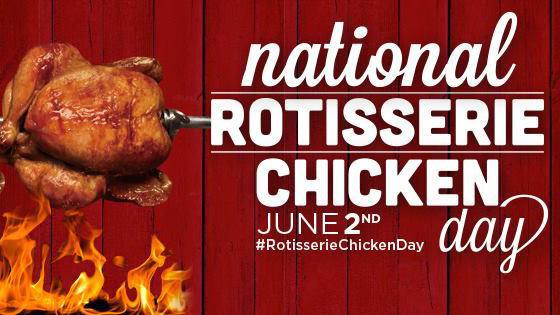 national
ROTISSERIE
CHICKEN
JUNE 2ND
day
#RotisserieChickenDay